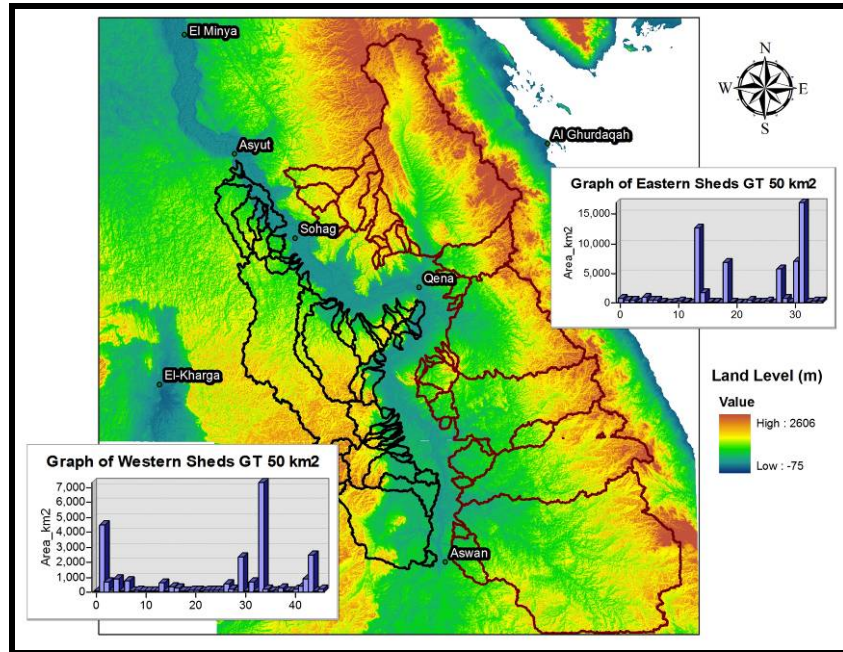 El Minya
N
W E
S
Asyut
Al Ghurdaqah
Graph of Eastern Sheds GT 50 km2
Area_km2
15,000
10,000
5,000
0
0 10 20 30
Sohag
Qena
El-Kharga
Land Level (m)
Value
High : 2606
Low : -75
Graph of Western Sheds GT 50 km2
Area_km2
7,000
6,000
5,000
4,000
3,000
2,000
1,000
0
0 10 20 30 40
Aswan